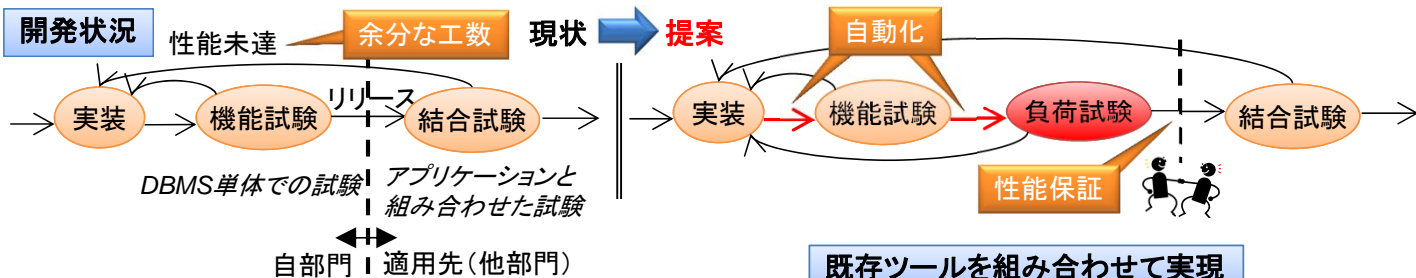 開発状況
性能未達
余分な工数
現状
提案
自動化
実装
機能試験
リリース
結合試験
実装
機能試験
負荷試験
結合試験
DBMS単体での試験
アプリケーションと
組み合わせた試験
性能保証
自部門
適用先(他部門)
既存ツールを組み合わせて実現